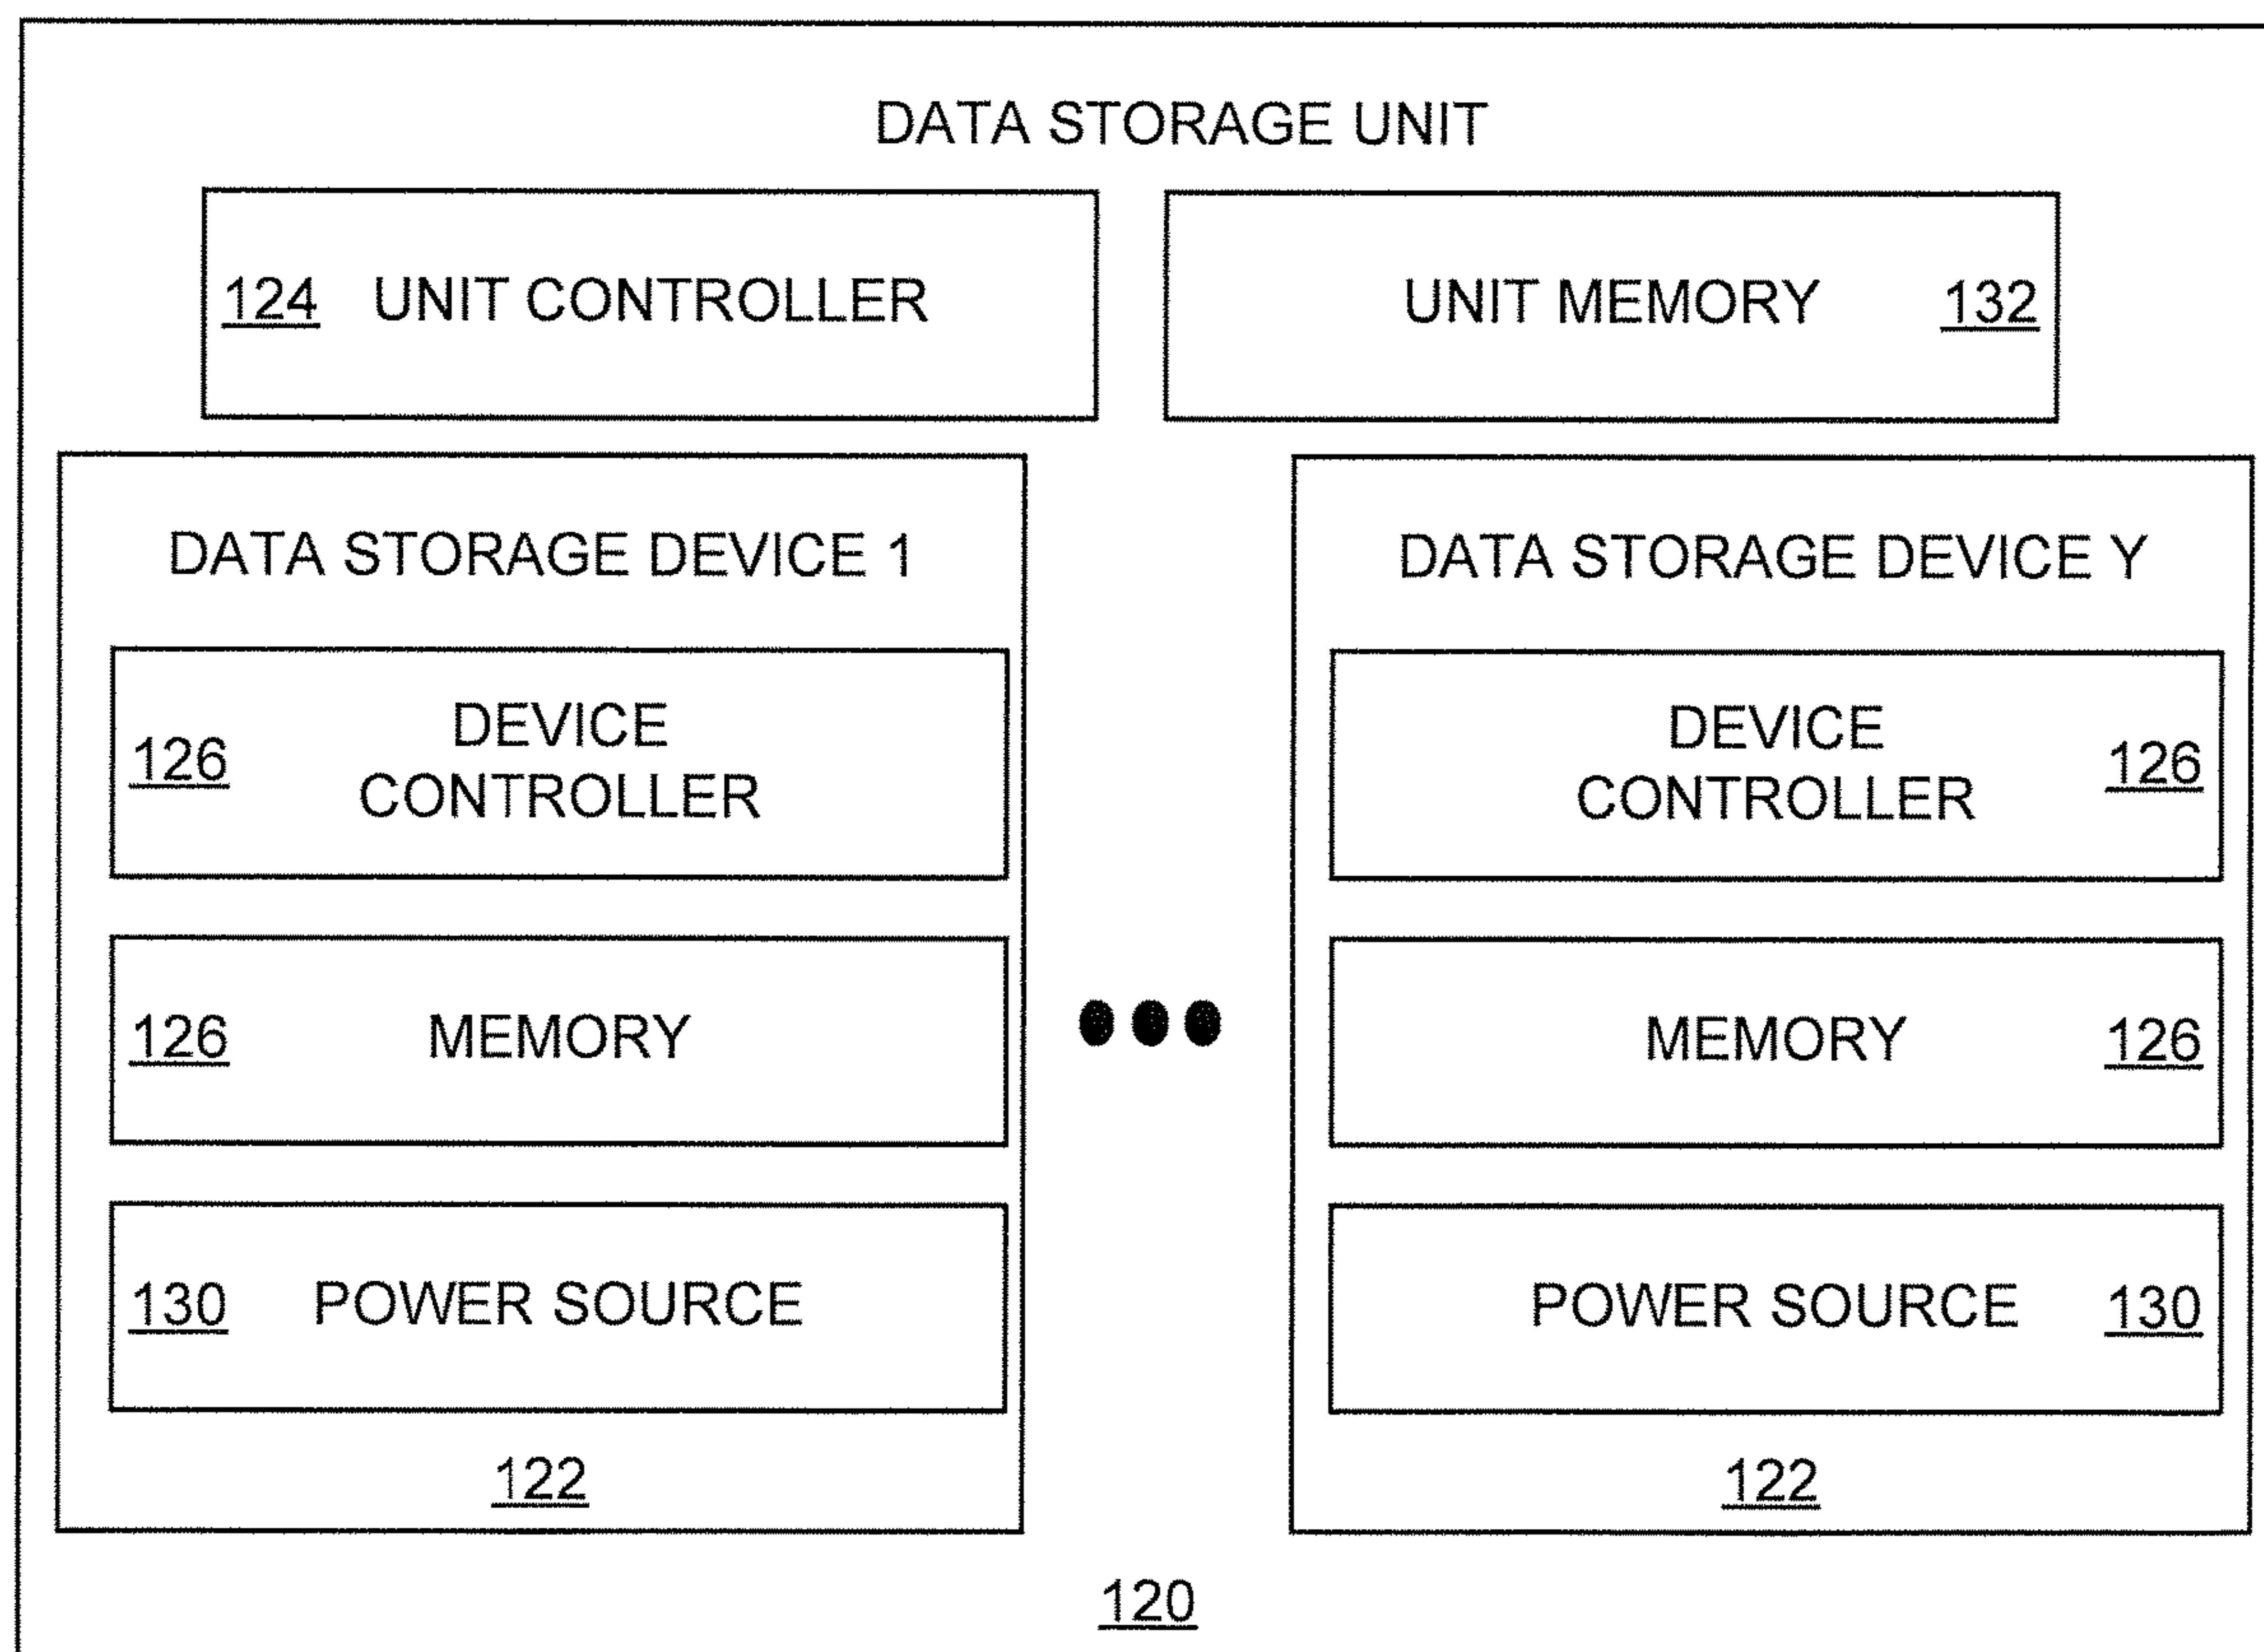 DATA STORAGE UNIT
124 UNIT CONTROLLER
UNIT MEMORY 132
DATA STORAGE DEVICE 1
DEVICE
126
CONTROLLER
126 MEMORY
130 POWER SOURCE
122
DATA STORAGE DEVICE Y
DEVICE
126
CONTROLLER
MEMORY 126
POWER SOURCE 130
122
120